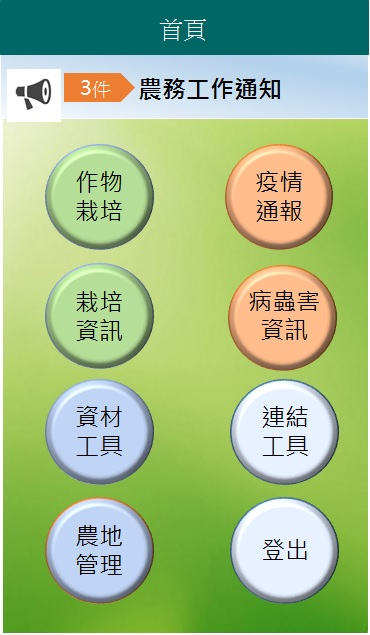 首頁
3件 農務工作通知
作物
栽培
疫情
通報
栽培
資訊
病蟲害
資訊
資材
工具
連結
工具
農地
管理
登出